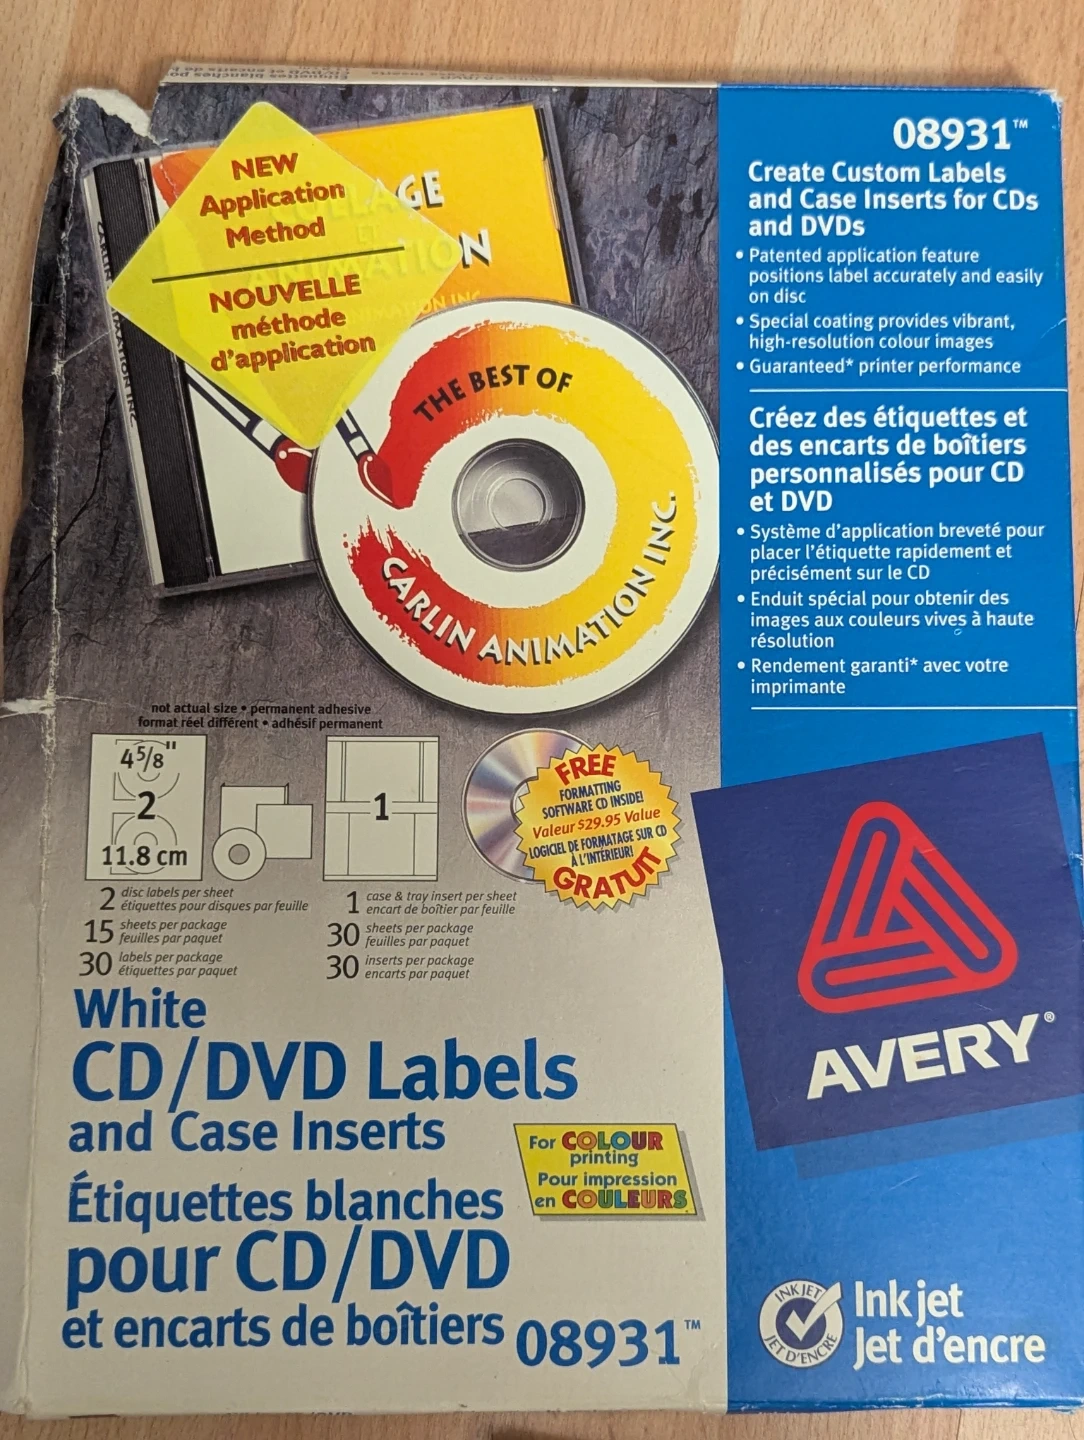 08931™
Create Custom Labels
and Case Inserts for CDs
and DVDs
• Patented application feature
positions label accurately and easily
on disc
• Special coating provides vibrant,
high-resolution colour images
• Guaranteed* printer performance
Créez des étiquettes et
des encarts de boîtiers
personnalisés pour CD
et DVD
• Système d'application breveté pour
placer l'étiquette rapidement et
précisément sur le CD
• Enduit spécial pour obtenir des
images aux couleurs vives à haute
résolution
• Rendement garanti* avec votre
imprimante
NEW
Application
Method
NOUVELLE
méthode
d'application
COLLAGE
ET
ANIMATION
ANIMATION INC
THE BEST OF
CARLIN ANIMATION INC.
not actual size • permanent adhesive
format réel différent • adhésif permanent
4 5/8"
2
11.8 cm
1
2 disc labels per sheet
étiquettes pour disques par feuille
15 sheets per package
feuilles par paquet
30 labels per package
étiquettes par paquet
1 case & tray insert per sheet
encart de boîtier par feuille
30 sheets per package
feuilles par paquet
30 inserts per package
encarts par paquet
FREE
FORMATTING
SOFTWARE CD INSIDE!
Valeur $29.95 Value
LOGICIEL DE FORMATAGE SUR CD
À L'INTÉRIEUR!
GRATUIT
White
CD/DVD Labels
and Case Inserts
Étiquettes blanches
pour CD/DVD
et encarts de boîtiers 08931™
For COLOUR
printing
Pour impression
en COULEURS
AVERY®
INK JET
JET D'ENCRE
Ink jet
Jet d'encre